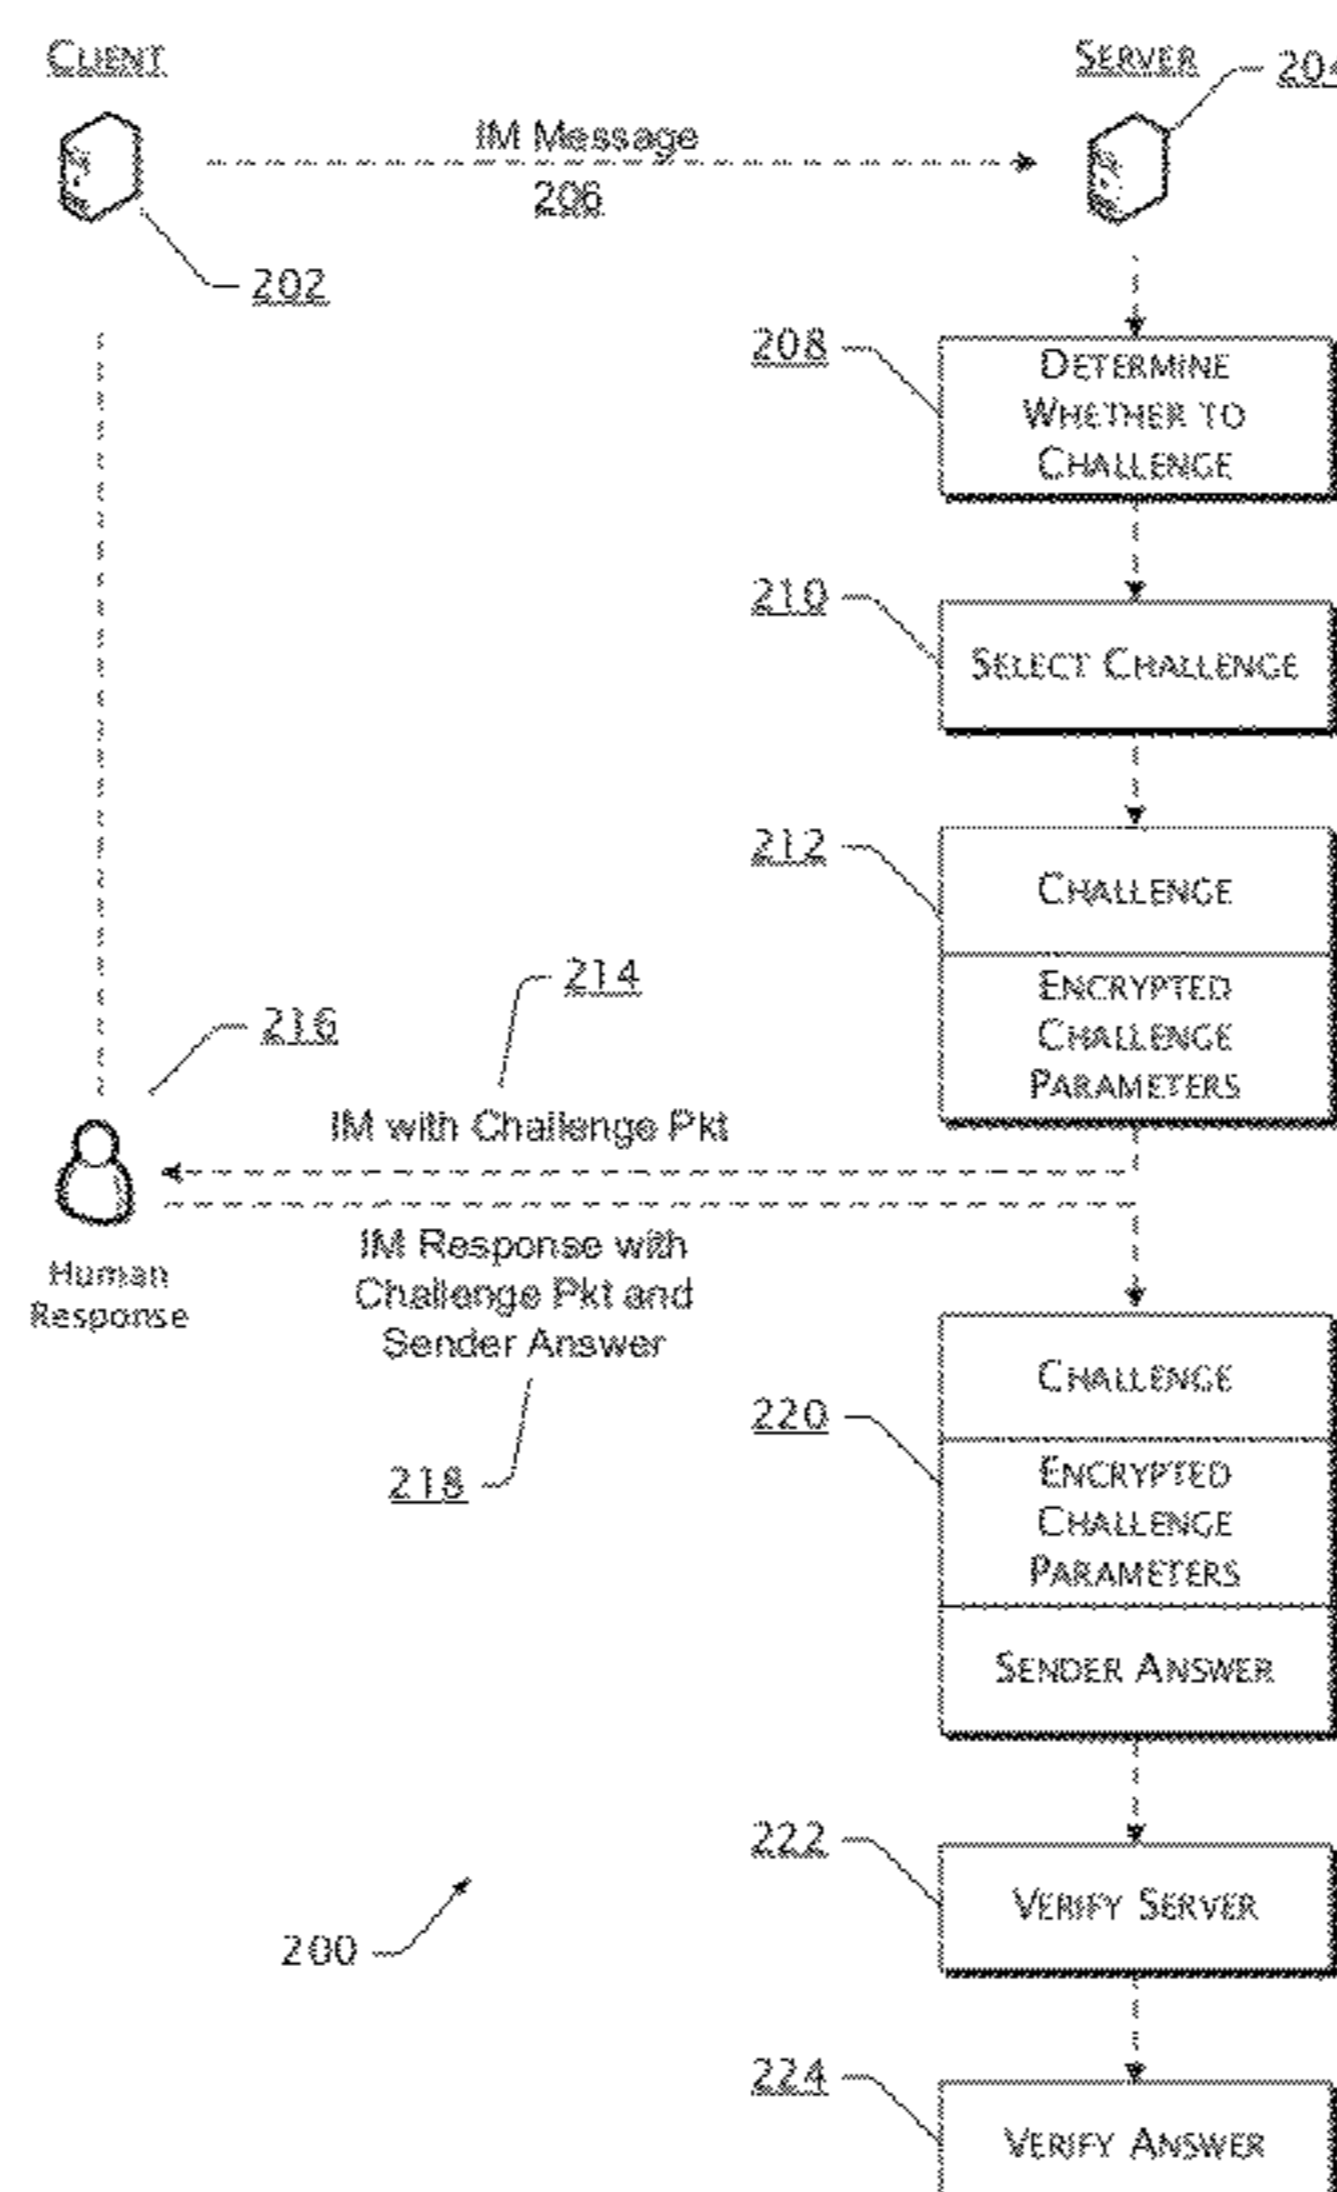 CLIENT
SERVER
204
IM Message
206
202
208
DETERMINE
WHETHER TO
CHALLENGE
210
SELECT CHALLENGE
212
CHALLENGE
ENCRYPTED
CHALLENGE
PARAMETERS
214
216
IM with Challenge Pkt
Human
Response
IM Response with
Challenge Pkt and
Sender Answer
218
220
CHALLENGE
ENCRYPTED
CHALLENGE
PARAMETERS
SENDER ANSWER
222
VERIFY SERVER
200
224
VERIFY ANSWER